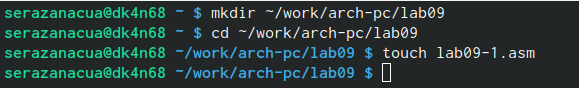 serazanacua@dk4n68 ~ $ mkdir ~/work/arch-pc/lab09
serazanacua@dk4n68 ~ $ cd ~/work/arch-pc/lab09
serazanacua@dk4n68 ~/work/arch-pc/lab09 $ touch lab09-1.asm
serazanacua@dk4n68 ~/work/arch-pc/lab09 $